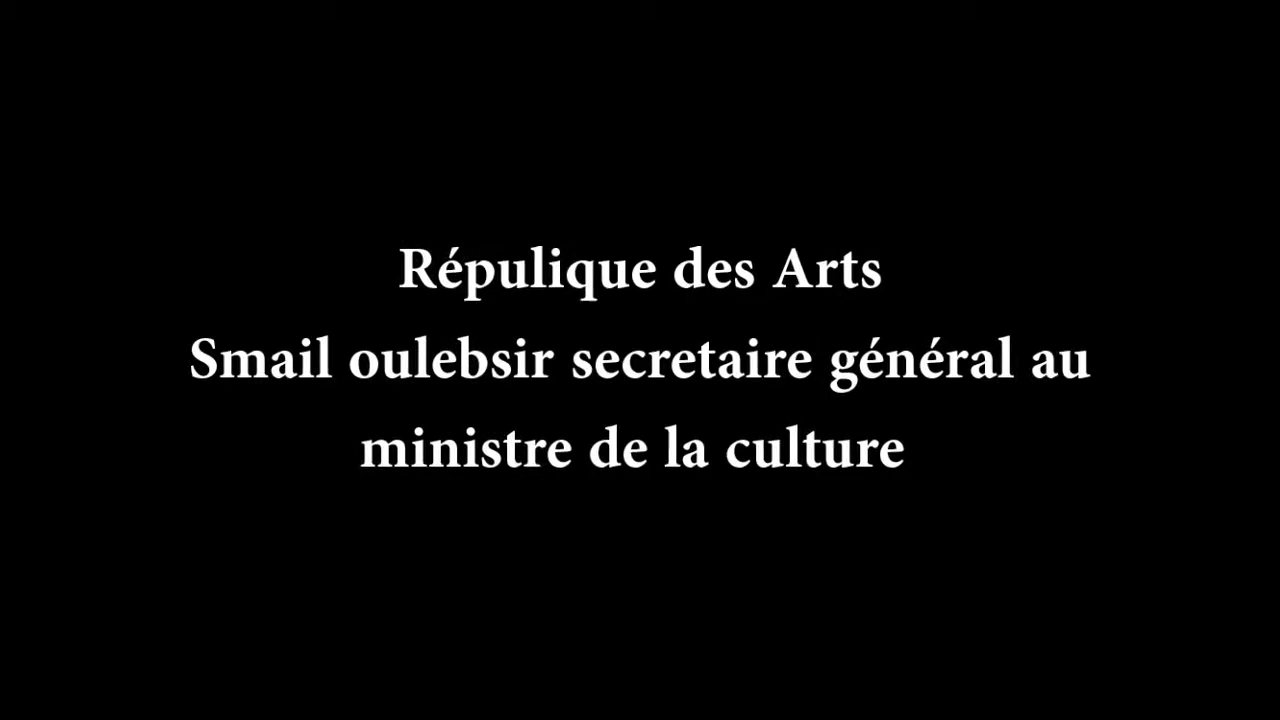 Répulique des Arts
Smail oulebsir secretaire général au
ministre de la culture